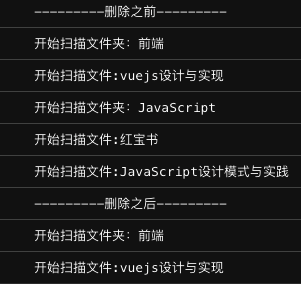 ---------删除之前---------
开始扫描文件夹：前端
开始扫描文件:vuejs设计与实现
开始扫描文件夹：JavaScript
开始扫描文件:红宝书
开始扫描文件:JavaScript设计模式与实践
---------删除之后---------
开始扫描文件夹：前端
开始扫描文件:vuejs设计与实现